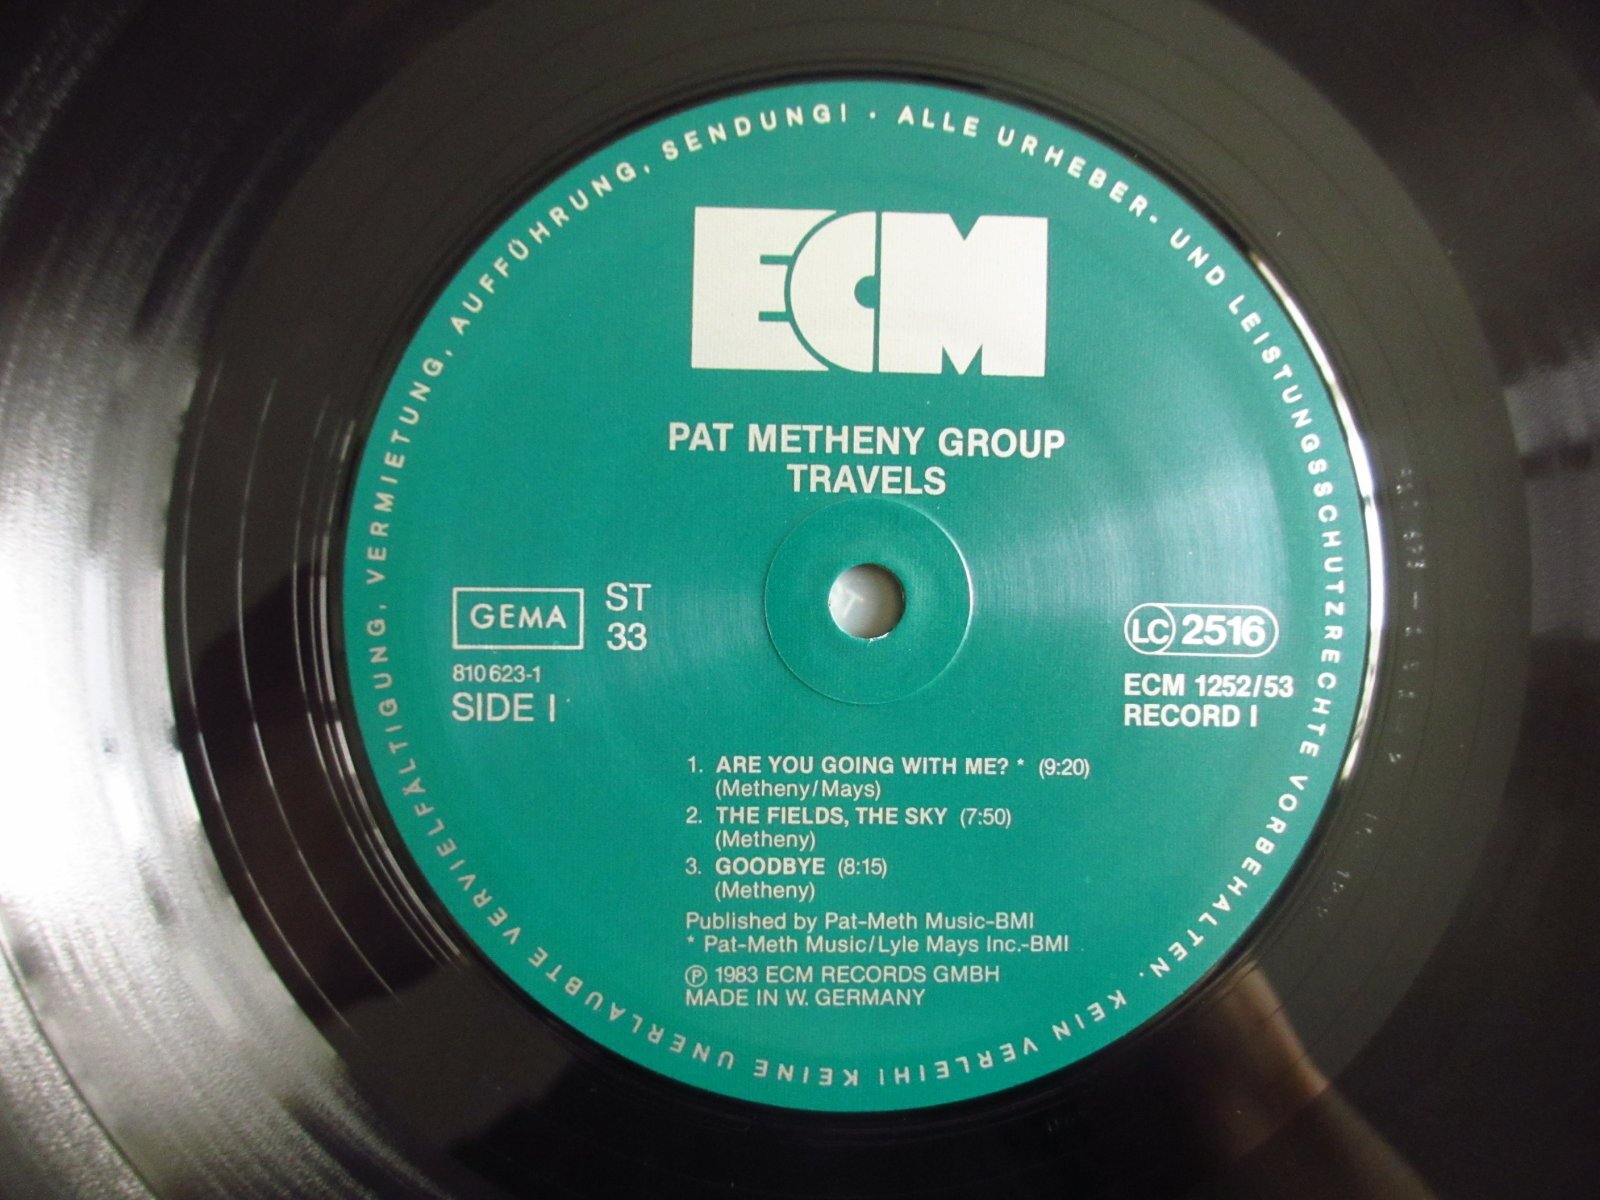 ALLE URHEBER- UND LEISTUNGSSCHUTZRECHTE VORBEHALTEN. KEIN VERLEIH! KEINE UNERLAUBTE VERVIELFÄLTIGUNG, VERMIETUNG, AUFFÜHRUNG, SENDUNG! ·
ECM
PAT METHENY GROUP
TRAVELS
GEMA
ST
33
810 623-1
SIDE I
LC 2516
ECM 1252/53
RECORD I
1. ARE YOU GOING WITH ME? * (9:20)
(Metheny/Mays)
2. THE FIELDS, THE SKY (7:50)
(Metheny)
3. GOODBYE (8:15)
(Metheny)
Published by Pat-Meth Music-BMI
* Pat-Meth Music/Lyle Mays Inc.-BMI
℗ 1983 ECM RECORDS GMBH
MADE IN W. GERMANY